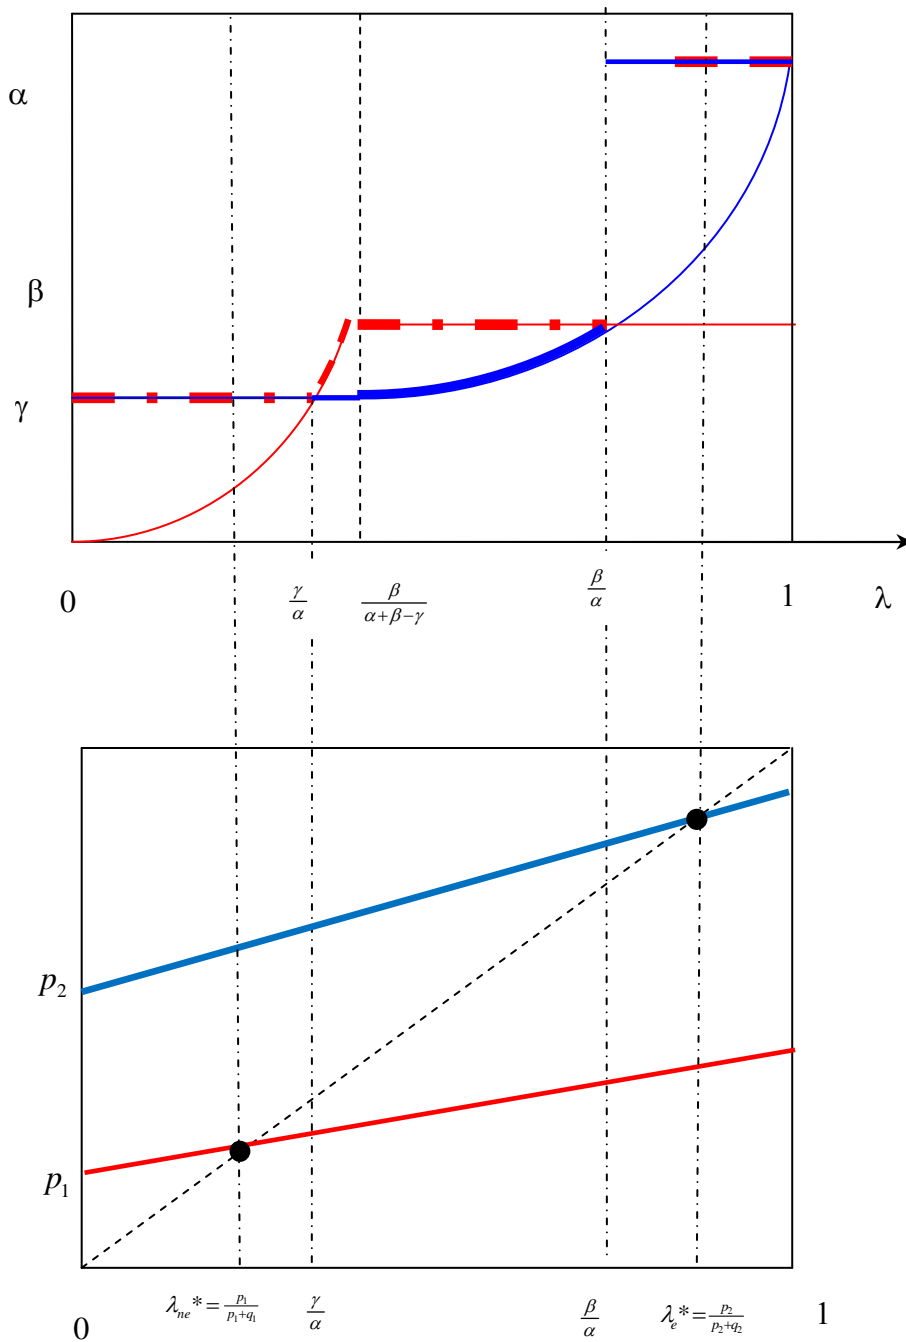 α
β
γ
0 γ/α β/(α+β−γ) β/α 1 λ
p₂
p₁
0 λₙₑ*=p₁/(p₁+q₁) γ/α β/α λₑ*=p₂/(p₂+q₂) 1